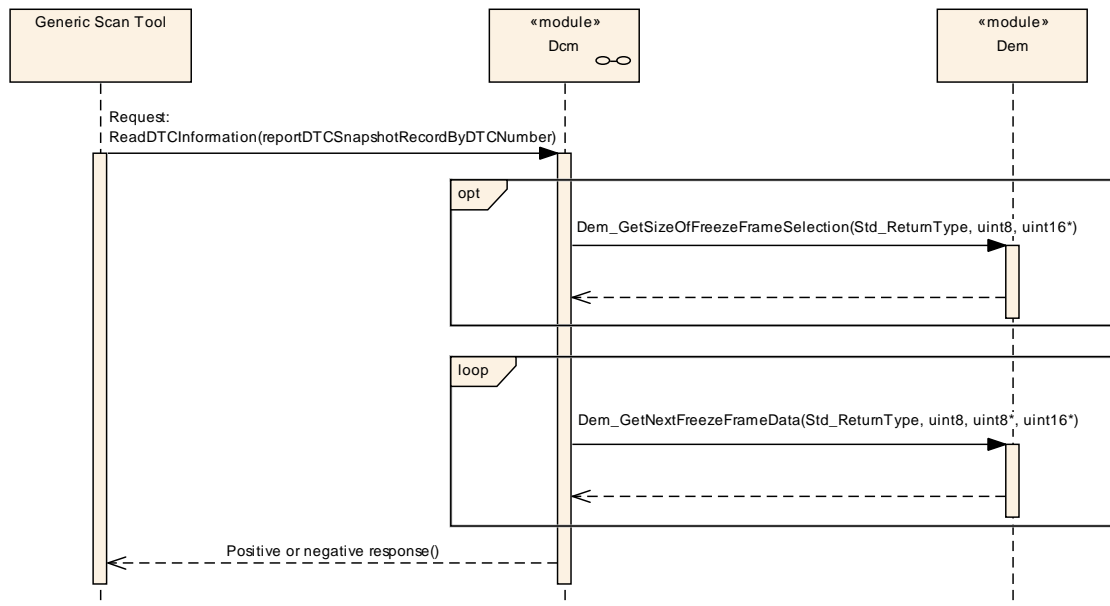 Generic Scan Tool
«module»
Dcm
«module»
Dem
Request:
ReadDTCInformation(reportDTCSnapshotRecordByDTCNumber)
opt
Dem_GetSizeOfFreezeFrameSelection(Std_ReturnType, uint8, uint16*)
loop
Dem_GetNextFreezeFrameData(Std_ReturnType, uint8, uint8*, uint16*)
Positive or negative response()